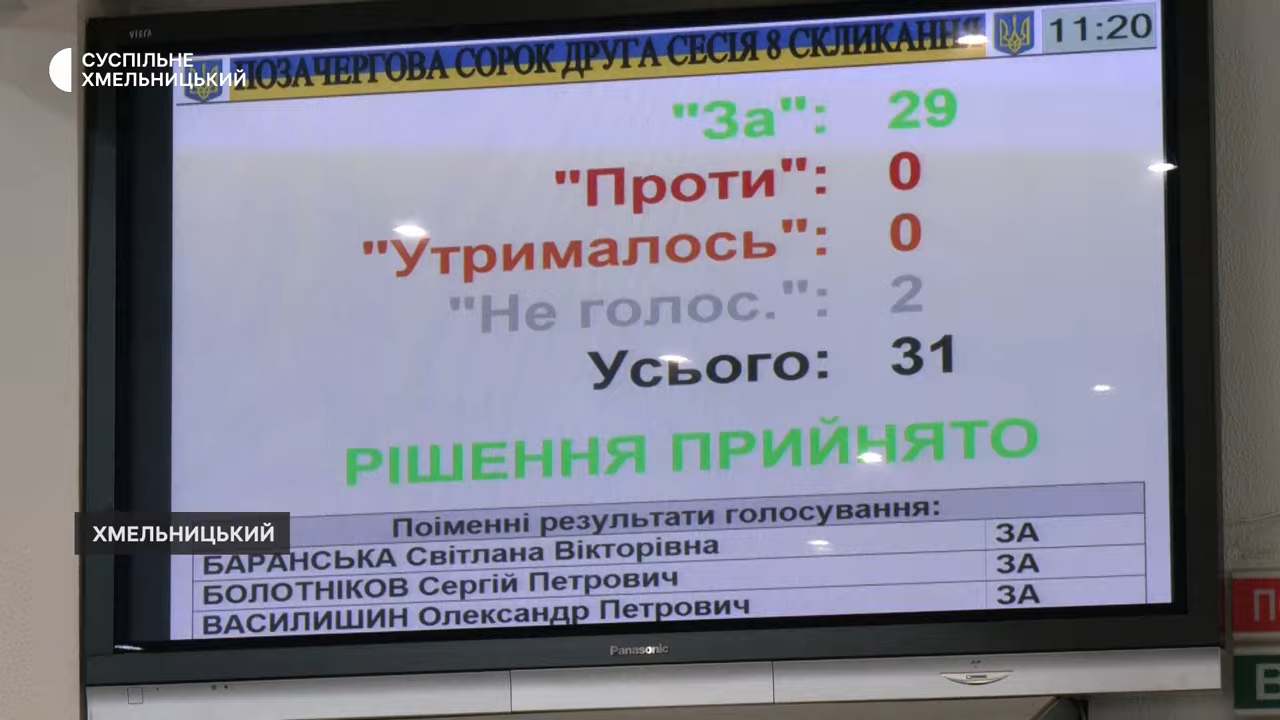 VIERA
СУСПІЛЬНЕ
ХМЕЛЬНИЦЬКИЙ
ПОЗАЧЕРГОВА СОРОК ДРУГА СЕСІЯ 8 СКЛИКАННЯ 11:20
"За": 29
"Проти": 0
"Утрималось": 0
"Не голос.": 2
Усього: 31
РІШЕННЯ ПРИЙНЯТО
Поіменні результати голосування:
ХМЕЛЬНИЦЬКИЙ
БАРАНСЬКА Світлана Вікторівна ЗА
БОЛОТНІКОВ Сергій Петрович ЗА
ВАСИЛИШИН Олександр Петрович ЗА
Panasonic